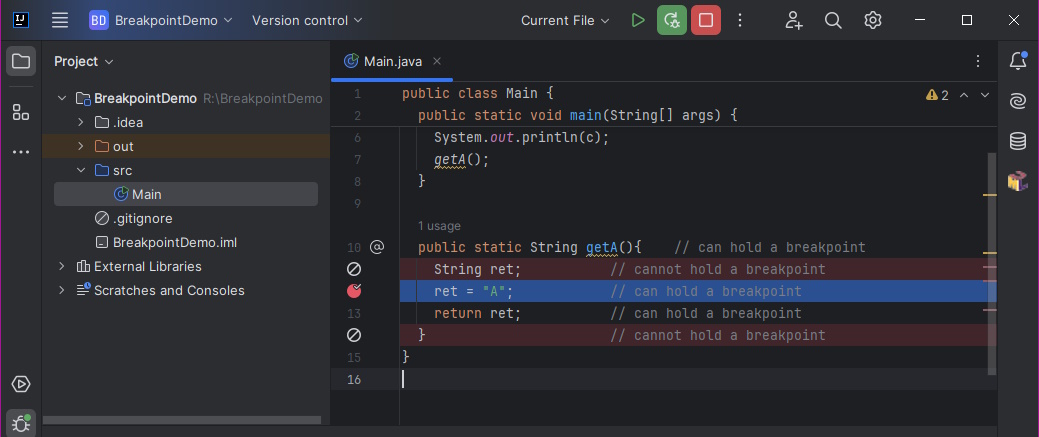 BD BreakpointDemo Version control Current File
Project
Main.java
BreakpointDemo R:\BreakpointDemo
.idea
out
src
Main
.gitignore
BreakpointDemo.iml
External Libraries
Scratches and Consoles
1 public class Main { 2
2 public static void main(String[] args) {
6 System.out.println(c);
7 getA();
8 }
9
1 usage
10 @ public static String getA(){ // can hold a breakpoint
String ret; // cannot hold a breakpoint
ret = "A"; // can hold a breakpoint
13 return ret; // can hold a breakpoint
} // cannot hold a breakpoint
15 }
16